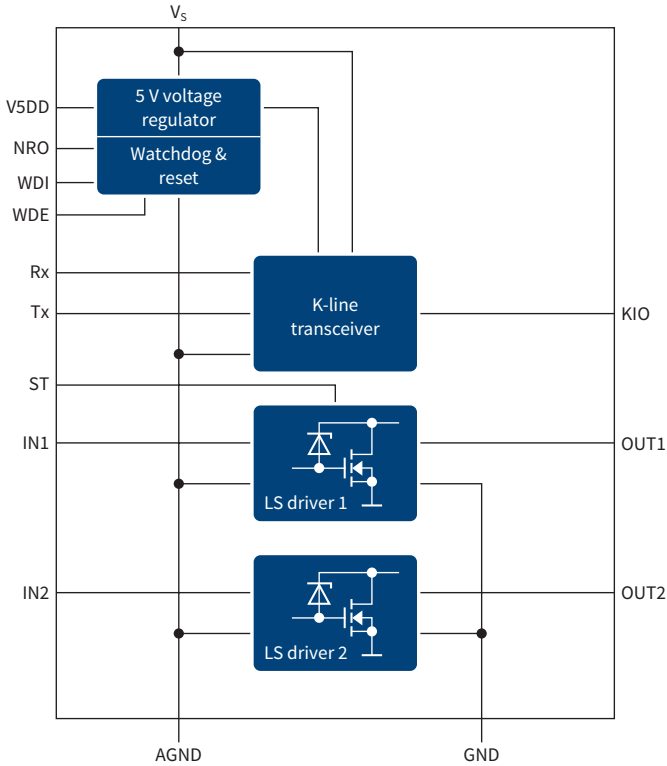 Vs
5 V voltage
regulator
V5DD
NRO
Watchdog &
reset
WDI
WDE
Rx
Tx
K-line
transceiver
KIO
ST
IN1
OUT1
LS driver 1
IN2
OUT2
LS driver 2
AGND
GND